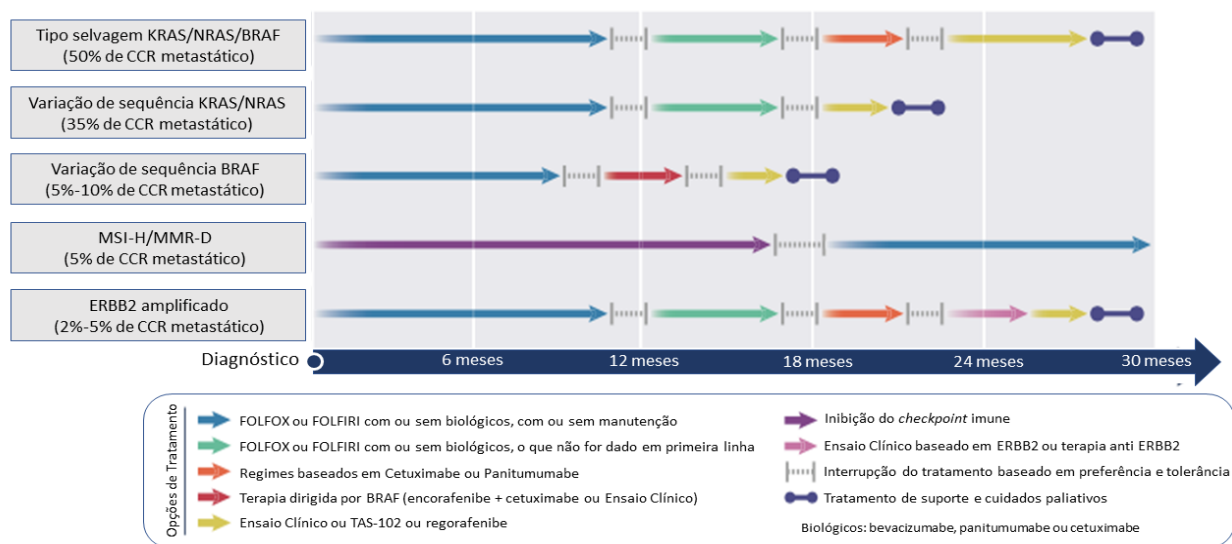 Tipo selvagem KRAS/NRAS/BRAF
(50% de CCR metastático)
Variação de sequência KRAS/NRAS
(35% de CCR metastático)
Variação de sequência BRAF
(5%-10% de CCR metastático)
MSI-H/MMR-D
(5% de CCR metastático)
ERBB2 amplificado
(2%-5% de CCR metastático)
Diagnóstico
6 meses
12 meses
18 meses
24 meses
30 meses
Opções de Tratamento
FOLFOX ou FOLFIRI com ou sem biológicos, com ou sem manutenção
FOLFOX ou FOLFIRI com ou sem biológicos, o que não for dado em primeira linha
Regimes baseados em Cetuximabe ou Panitumumabe
Terapia dirigida por BRAF (encorafenibe + cetuximabe ou Ensaio Clínico)
Ensaio Clínico ou TAS-102 ou regorafenibe
Inibição do checkpoint imune
Ensaio Clínico baseado em ERBB2 ou terapia anti ERBB2
Interrupção do tratamento baseado em preferência e tolerância
Tratamento de suporte e cuidados paliativos
Biológicos: bevacizumabe, panitumumabe ou cetuximabe